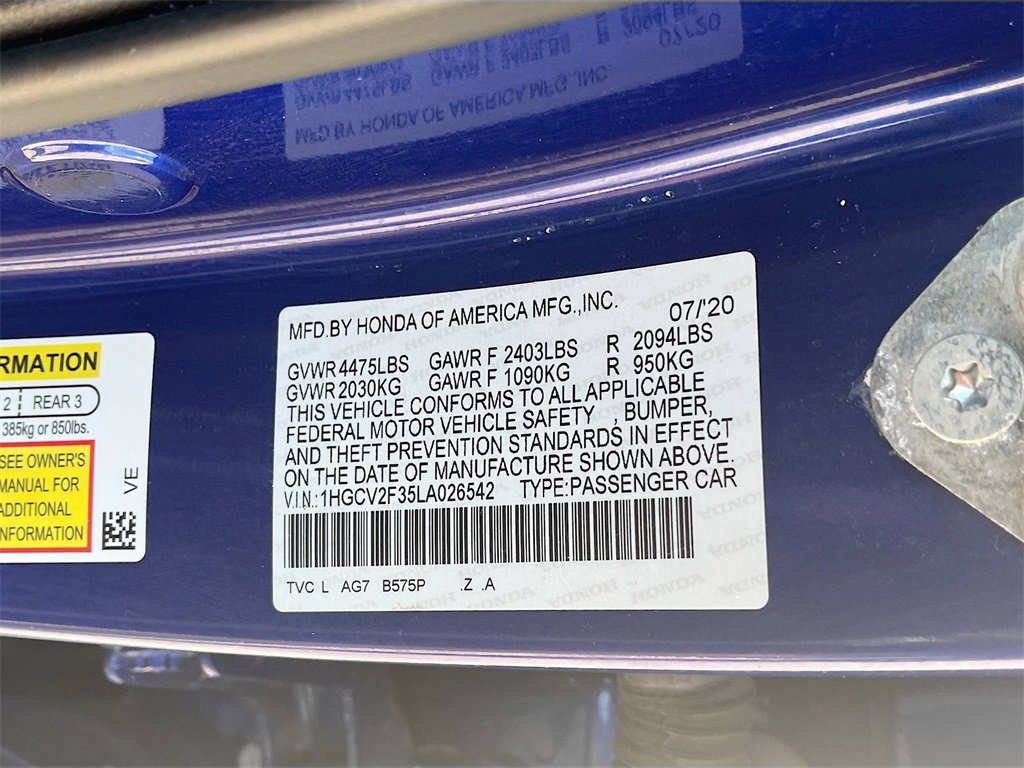 MFD.BY HONDA OF AMERICA MFG.,INC. 07/'20
GVWR 4475LBS GAWR F 2403LBS R 2094LBS
GVWR 2030KG GAWR F 1090KG R 950KG
THIS VEHICLE CONFORMS TO ALL APPLICABLE
FEDERAL MOTOR VEHICLE SAFETY , BUMPER,
AND THEFT PREVENTION STANDARDS IN EFFECT
ON THE DATE OF MANUFACTURE SHOWN ABOVE.
V.I.N.:1HGCV2F35LA026542 TYPE:PASSENGER CAR
TVC L AG7 B575P .Z .A
RMATION
2 REAR 3
385kg or 850lbs.
SEE OWNER'S
MANUAL FOR
ADDITIONAL
INFORMATION
VE